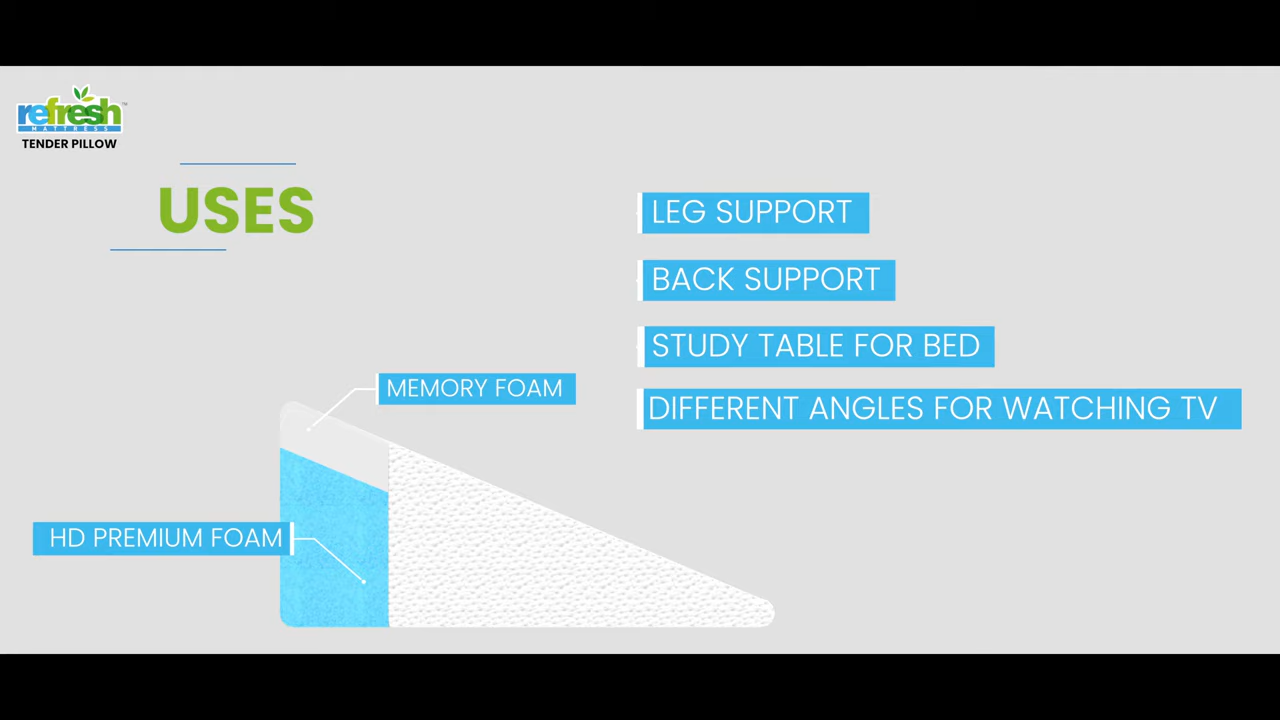 refresh™
MATTRESS
TENDER PILLOW
USES
LEG SUPPORT
BACK SUPPORT
STUDY TABLE FOR BED
DIFFERENT ANGLES FOR WATCHING TV
MEMORY FOAM
HD PREMIUM FOAM